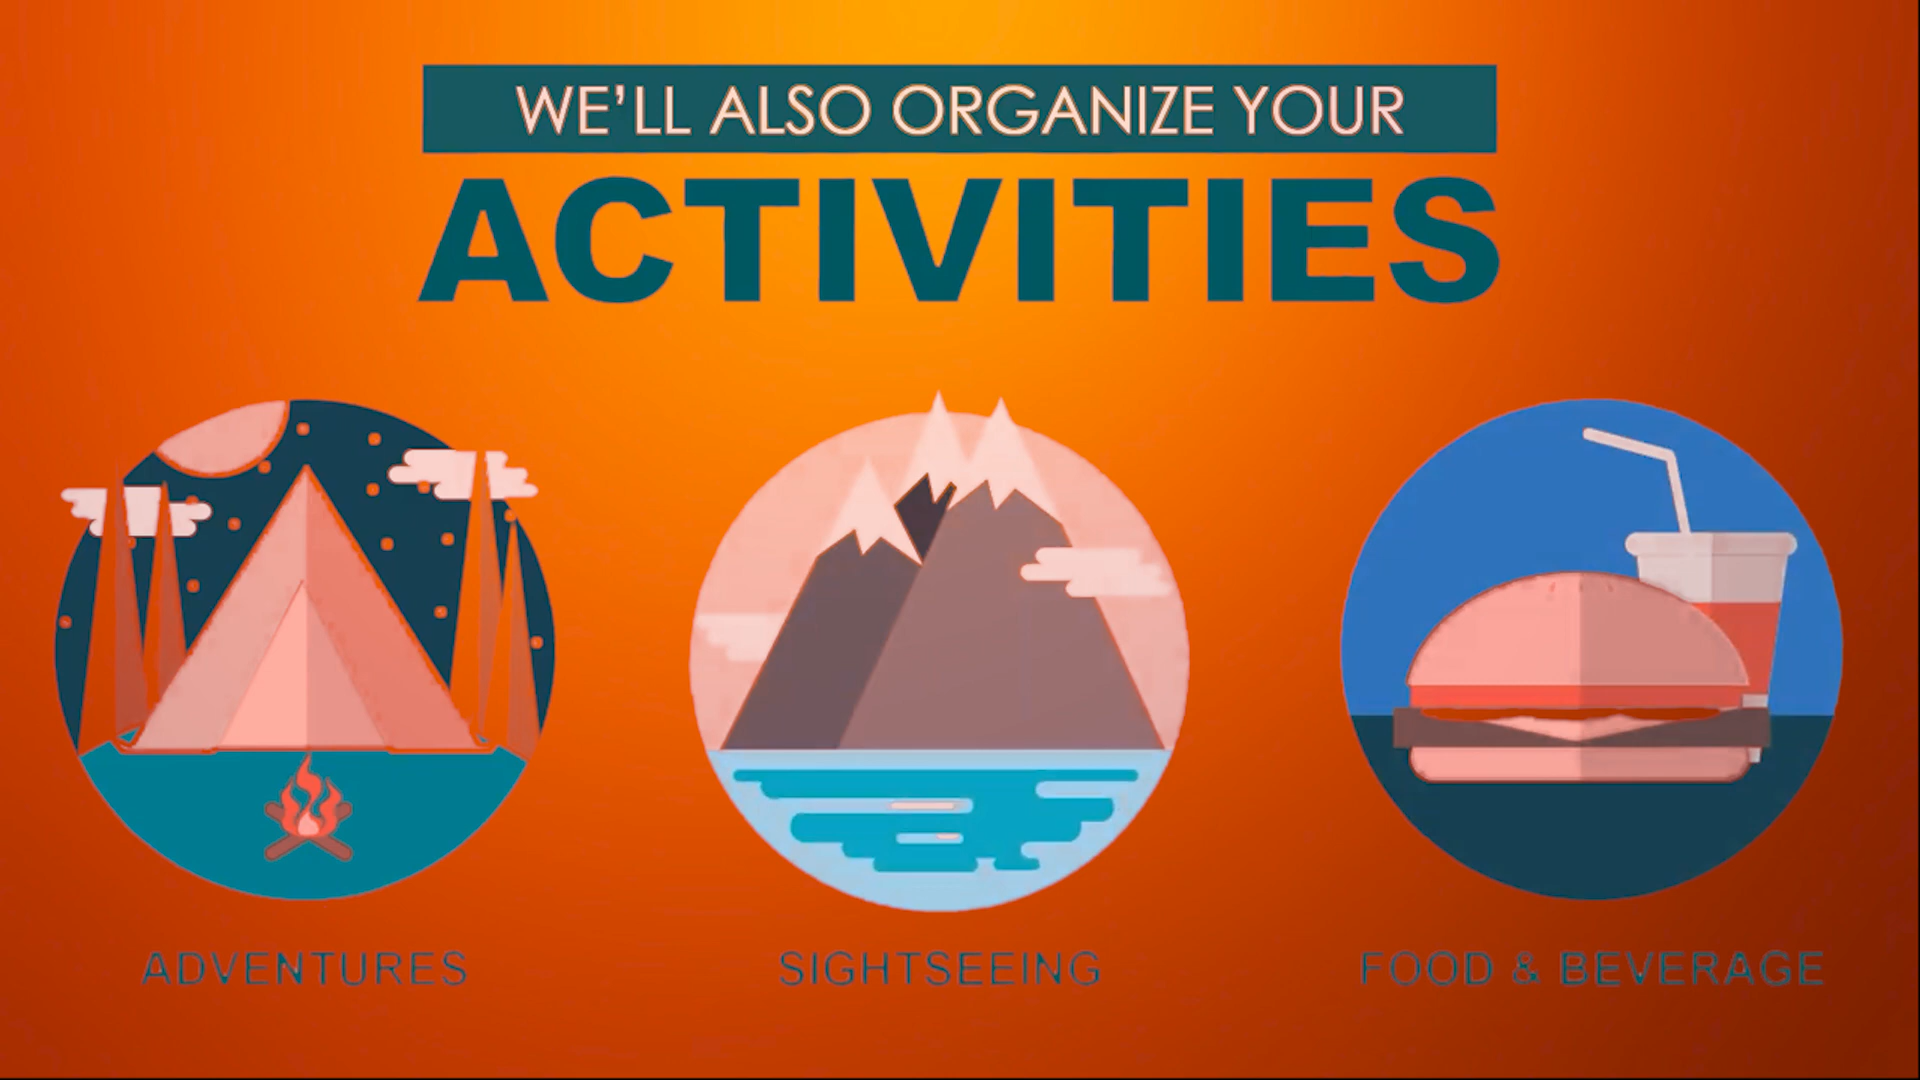 WE'LL ALSO ORGANIZE YOUR
ACTIVITIES
ADVENTURES
SIGHTSEEING
FOOD & BEVERAGE